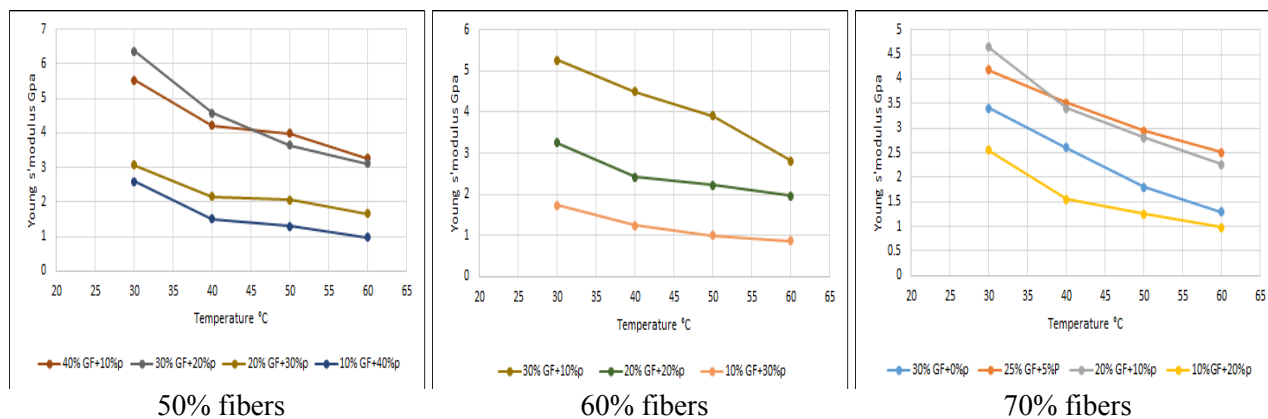 7
6
5
4
3
2
1
0
Young s'modulus Gpa
20 25 30 35 40 45 50 55 60 65
Temperature ⁰C
40% GF+10%p 30% GF+20%p 20% GF+30%p 10% GF+40%p
50% fibers
6
5
4
3
2
1
0
Young s'modulus Gpa
20 25 30 35 40 45 50 55 60 65
Temperature ⁰C
30% GF+10%p 20% GF+20%p 10% GF+30%p
60% fibers
5
4.5
4
3.5
3
2.5
2
1.5
1
0.5
0
Young s'modulus Gpa
20 25 30 35 40 45 50 55 60 65
Temperature ⁰C
30% GF+0%p 25% GF+5%P 20% GF+10%p 10%GF+20%p
70% fibers